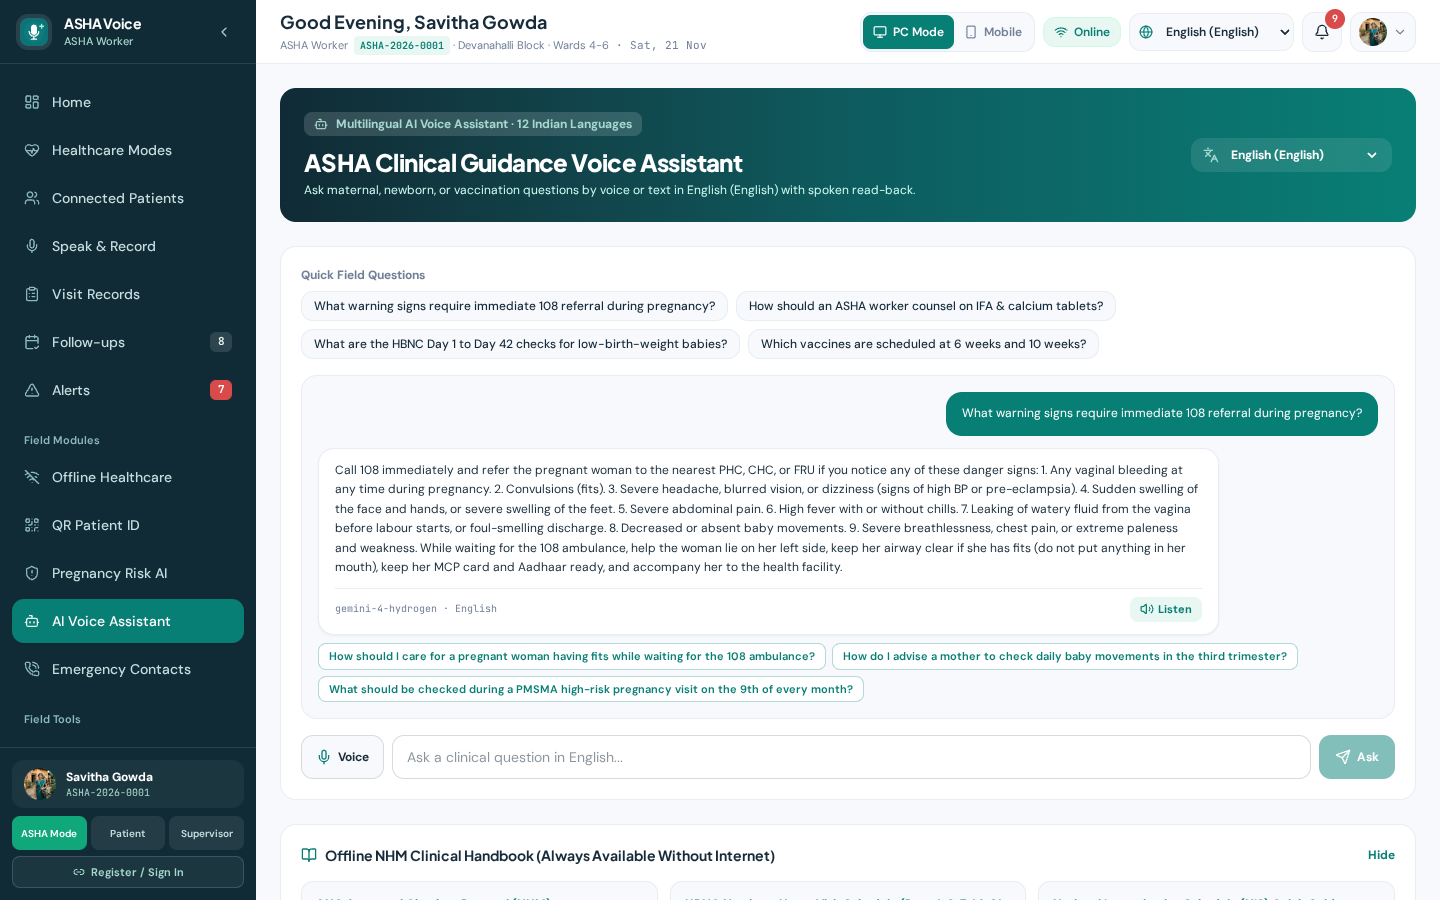 ASHA Voice
ASHA Worker
Home
Healthcare Modes
Connected Patients
Speak & Record
Visit Records
Follow-ups 8
Alerts 7
Field Modules
Offline Healthcare
QR Patient ID
Pregnancy Risk AI
AI Voice Assistant
Emergency Contacts
Field Tools
Savitha Gowda
ASHA-2026-0001
ASHA Mode Patient Supervisor
Register / Sign In
Good Evening, Savitha Gowda
ASHA Worker ASHA-2026-0001 · Devanahalli Block · Wards 4-6 · Sat, 21 Nov
PC Mode Mobile Online English (English) 9
Multilingual AI Voice Assistant · 12 Indian Languages
ASHA Clinical Guidance Voice Assistant
Ask maternal, newborn, or vaccination questions by voice or text in English (English) with spoken read-back.
English (English)
Quick Field Questions
What warning signs require immediate 108 referral during pregnancy? How should an ASHA worker counsel on IFA & calcium tablets?
What are the HBNC Day 1 to Day 42 checks for low-birth-weight babies? Which vaccines are scheduled at 6 weeks and 10 weeks?
What warning signs require immediate 108 referral during pregnancy?
Call 108 immediately and refer the pregnant woman to the nearest PHC, CHC, or FRU if you notice any of these danger signs: 1. Any vaginal bleeding at
any time during pregnancy. 2. Convulsions (fits). 3. Severe headache, blurred vision, or dizziness (signs of high BP or pre-eclampsia). 4. Sudden swelling of
the face and hands, or severe swelling of the feet. 5. Severe abdominal pain. 6. High fever with or without chills. 7. Leaking of watery fluid from the vagina
before labour starts, or foul-smelling discharge. 8. Decreased or absent baby movements. 9. Severe breathlessness, chest pain, or extreme paleness
and weakness. While waiting for the 108 ambulance, help the woman lie on her left side, keep her airway clear if she has fits (do not put anything in her
mouth), keep her MCP card and Aadhaar ready, and accompany her to the health facility.
gemini-4-hydrogen · English
Listen
How should I care for a pregnant woman having fits while waiting for the 108 ambulance? How do I advise a mother to check daily baby movements in the third trimester?
What should be checked during a PMSMA high-risk pregnancy visit on the 9th of every month?
Voice Ask a clinical question in English... Ask
Offline NHM Clinical Handbook (Always Available Without Internet)
Hide